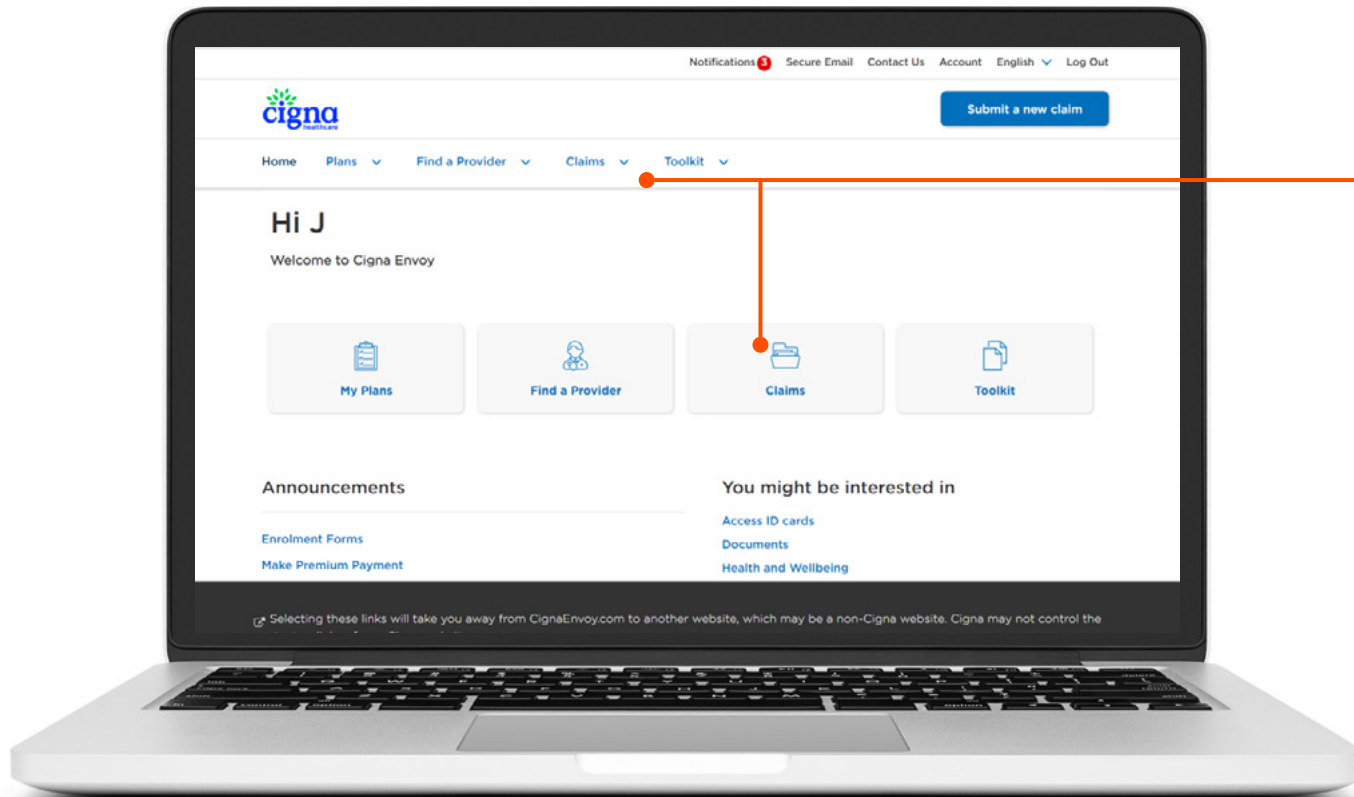 Notifications 3 Secure Email Contact Us Account English Log Out
cigna
healthcare
Submit a new claim
Home Plans Find a Provider Claims Toolkit
Hi J
Welcome to Cigna Envoy
My Plans Find a Provider Claims Toolkit
Announcements
Enrolment Forms
Make Premium Payment
You might be interested in
Access ID cards
Documents
Health and Wellbeing
Selecting these links will take you away from CignaEnvoy.com to another website, which may be a non-Cigna website. Cigna may not control the
control option
option